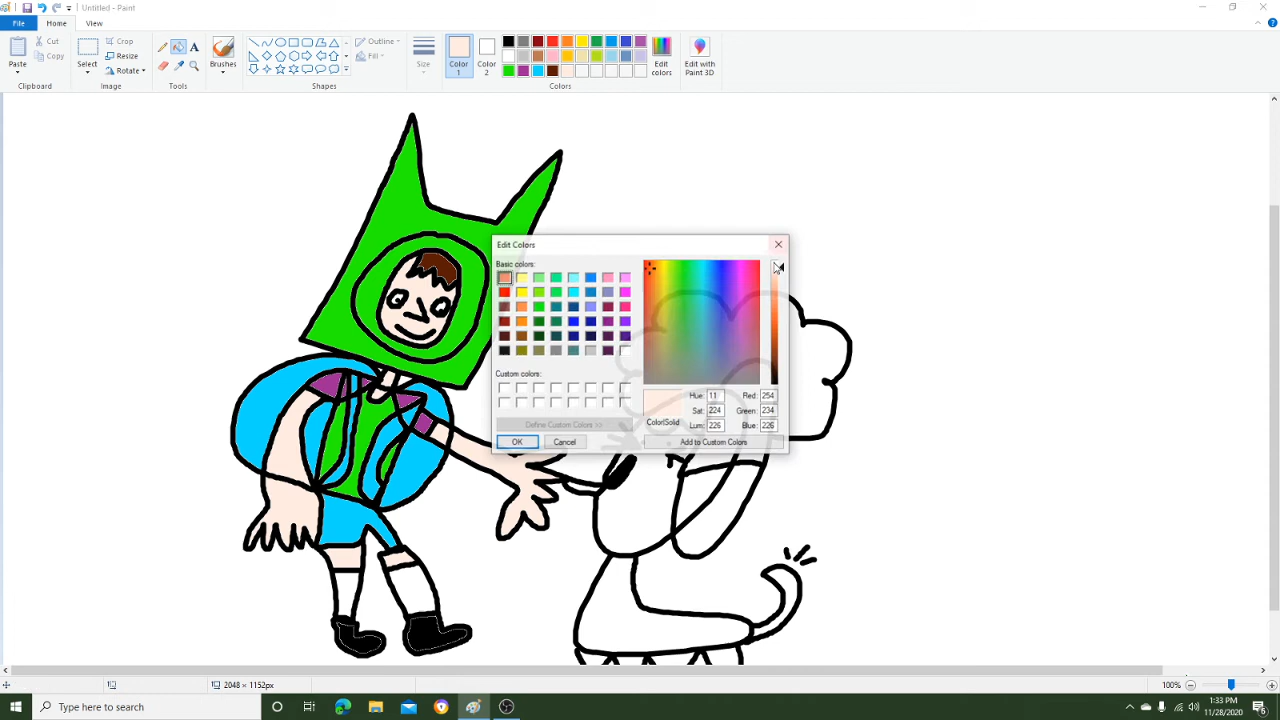 Untitled - Paint
File
Home
View
Paste
Cut
Copy
Clipboard
Select
Crop
Resize
Rotate
Image
A
Tools
Brushes
Outline
Fill
Shapes
Size
Color 1
Color 2
Edit colors
Edit with Paint 3D
Colors
Edit Colors
Basic colors:
Custom colors:
Define Custom Colors >>
OK
Cancel
Color|Solid
Hue: 11
Sat: 224
Lum: 226
Red: 254
Green: 234
Blue: 226
Add to Custom Colors
2048 × 1152px
100%
Type here to search
1:33 PM
11/28/2020